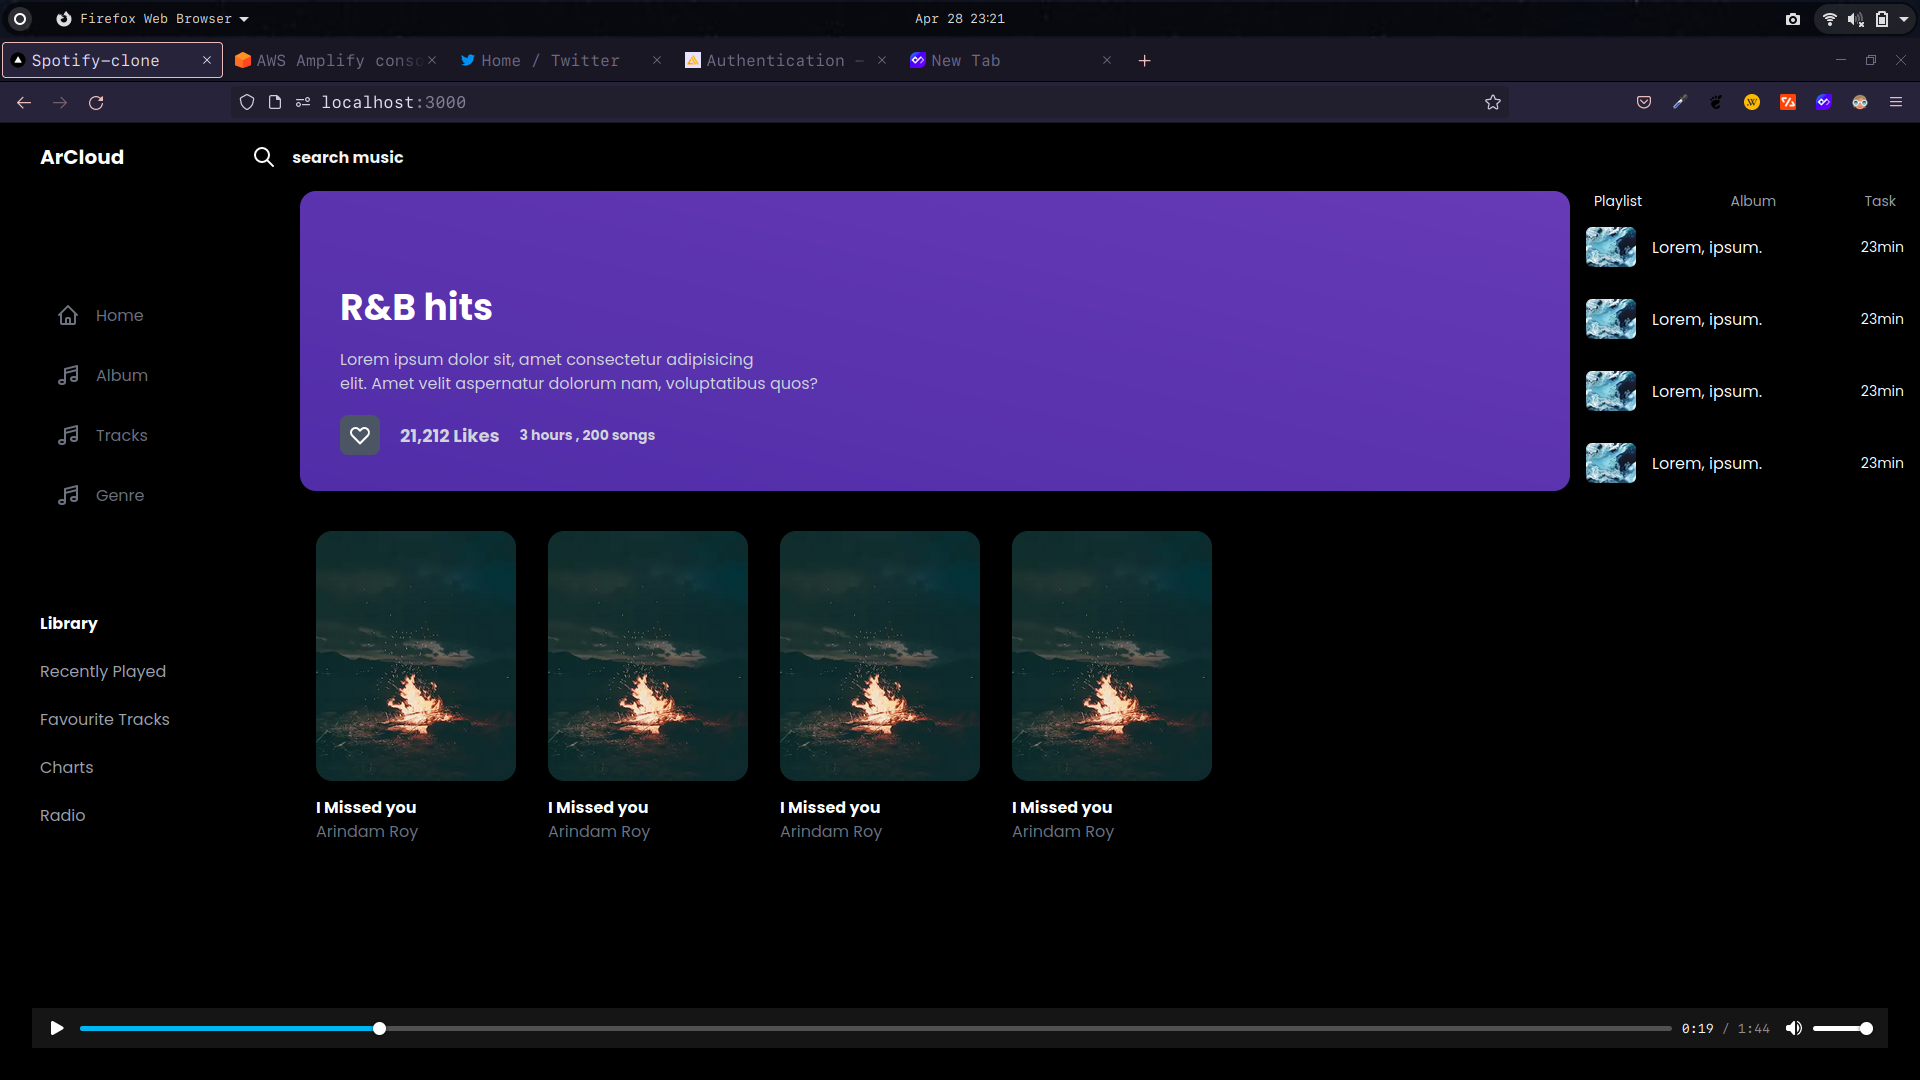 Firefox Web Browser
Apr 28 23:21
Spotify-clone
AWS Amplify conso
Home / Twitter
Authentication –
New Tab
localhost:3000
ArCloud
search music
Playlist Album Task
Home
Album
Tracks
Genre
Library
Recently Played
Favourite Tracks
Charts
Radio
R&B hits
Lorem ipsum dolor sit, amet consectetur adipisicing
elit. Amet velit aspernatur dolorum nam, voluptatibus quos?
21,212 Likes 3 hours , 200 songs
Lorem, ipsum. 23min
Lorem, ipsum. 23min
Lorem, ipsum. 23min
Lorem, ipsum. 23min
I Missed you
Arindam Roy
I Missed you
Arindam Roy
I Missed you
Arindam Roy
I Missed you
Arindam Roy
0:19 / 1:44